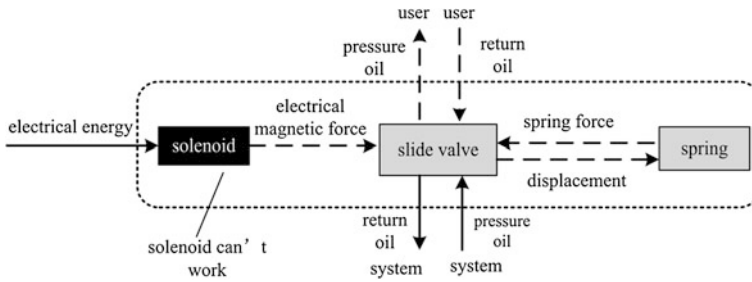 user
user
pressure
oil
return
oil
electrical energy
solenoid
electrical
magnetic force
slide valve
spring force
displacement
spring
solenoid can't
work
return
oil
system
pressure
oil
system